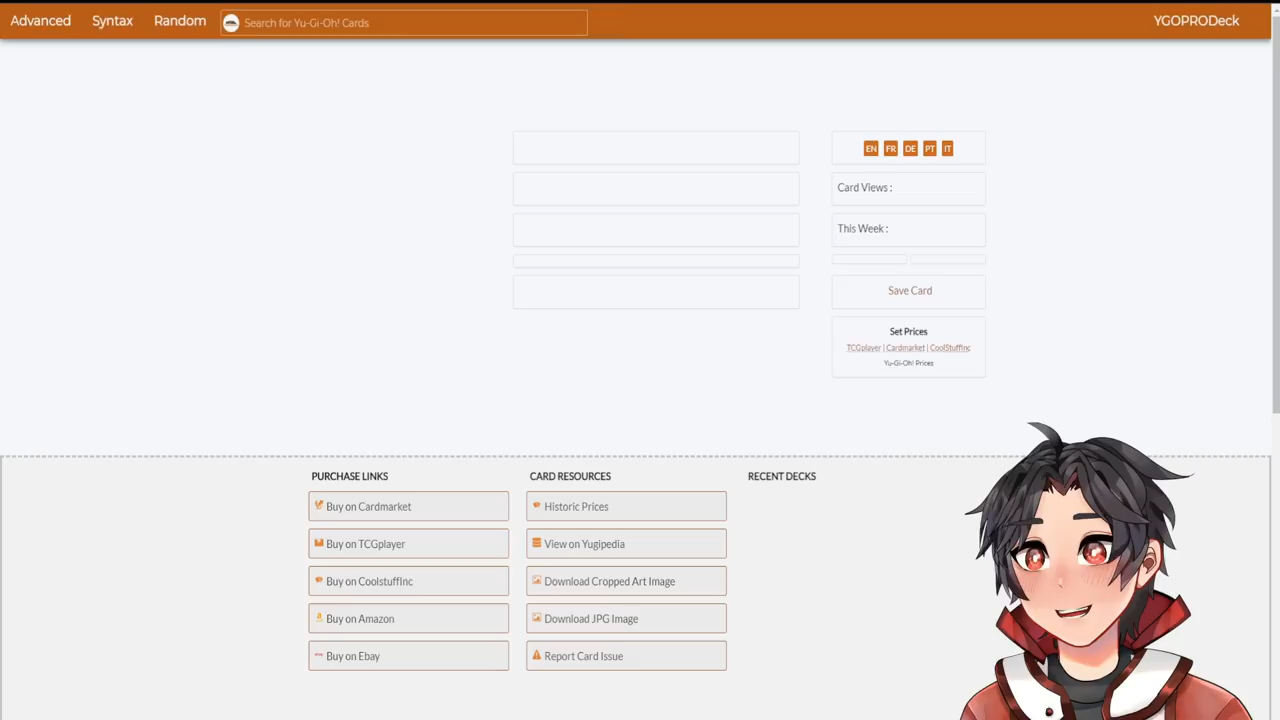 Advanced Syntax Random Search for Yu-Gi-Oh! Cards YGOPRODeck
EN FR DE PT IT
Card Views :
This Week :
Save Card
Set Prices
TCGplayer | Cardmarket | CoolStuffInc
Yu-Gi-Oh! Prices
PURCHASE LINKS
Buy on Cardmarket
Buy on TCGplayer
Buy on CoolstuffInc
Buy on Amazon
Buy on Ebay
CARD RESOURCES
Historic Prices
View on Yugipedia
Download Cropped Art Image
Download JPG Image
Report Card Issue
RECENT DECKS